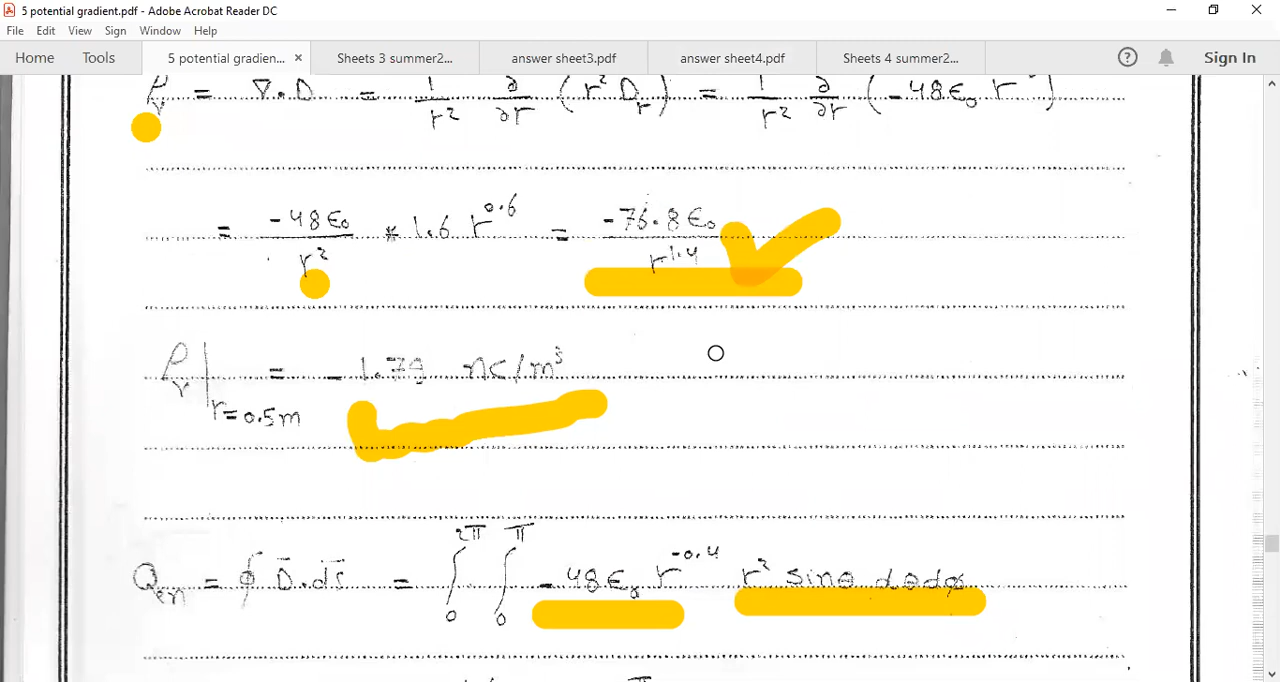 5 potential gradient.pdf - Adobe Acrobat Reader DC
File Edit View Sign Window Help
Home Tools 5 potential gradien... × Sheets 3 summr2... answer sheet3.pdf answer sheet4.pdf Sheets 4 summer2... ? Sign In
ρv = ∇.D = 1/r² ∂/∂r (r² Dr) = 1/r² ∂/∂r (-48ε₀ r
= -48ε₀/r² * 1.6 r^0.6 = -76.8ε₀/r^1.4
ρv|r=0.5m = -1.79 nc/m³
Qen = ∮ D̄.ds̄ = ∫₀^2π ∫₀^π -48ε₀ r^-0.4 r² sinθ dθdφ